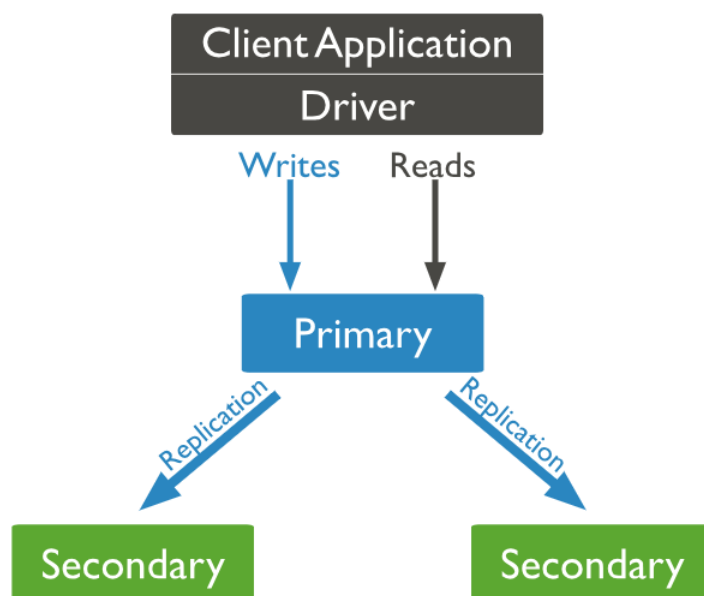 Client Application
Driver
Writes Reads
Primary
Replication Replication
Secondary Secondary